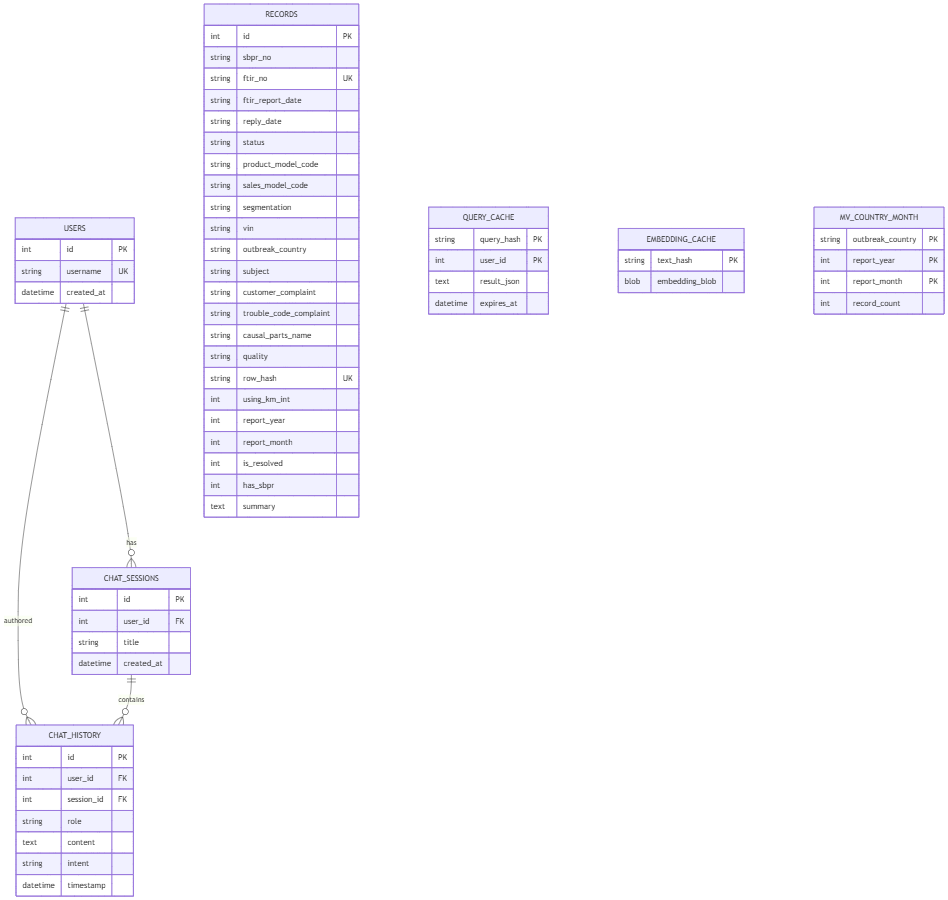 RECORDS
int id PK
string sbpr_no
string ftir_no UK
string ftir_report_date
string reply_date
string status
string product_model_code
string sales_model_code
string segmentation
string vin
string outbreak_country
string subject
string customer_complaint
string trouble_code_complaint
string causal_parts_name
string quality
string row_hash UK
int using_km_int
int report_year
int report_month
int is_resolved
int has_sbpr
text summary
USERS
int id PK
string username UK
datetime created_at
QUERY_CACHE
string query_hash PK
int user_id PK
text result_json
datetime expires_at
EMBEDDING_CACHE
string text_hash PK
blob embedding_blob
MV_COUNTRY_MONTH
string outbreak_country PK
int report_year PK
int report_month PK
int record_count
has
CHAT_SESSIONS
int id PK
int user_id FK
string title
datetime created_at
authored
contains
CHAT_HISTORY
int id PK
int user_id FK
int session_id FK
string role
text content
string intent
datetime timestamp